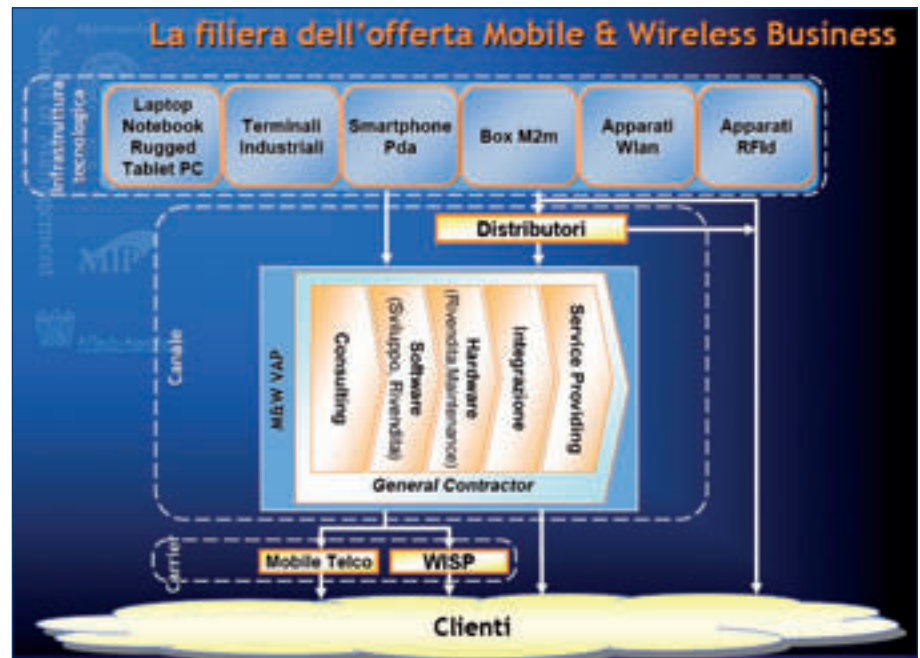 La filiera dell'offerta Mobile & Wireless Business
Infrastruttura
tecnologica
Laptop
Notebook
Rugged
Tablet PC
Terminali
Industriali
Smartphone
Pda
Box M2m
Apparati
Wlan
Apparati
RFId
Distributori
MIP
Canale
M&W VAP
Consulting
Software
(Sviluppo, Rivendita)
Hardware
(Rivendita,Maintenance)
Integrazione
Service Providing
General Contractor
Carrier
Mobile Telco
WISP
Clienti